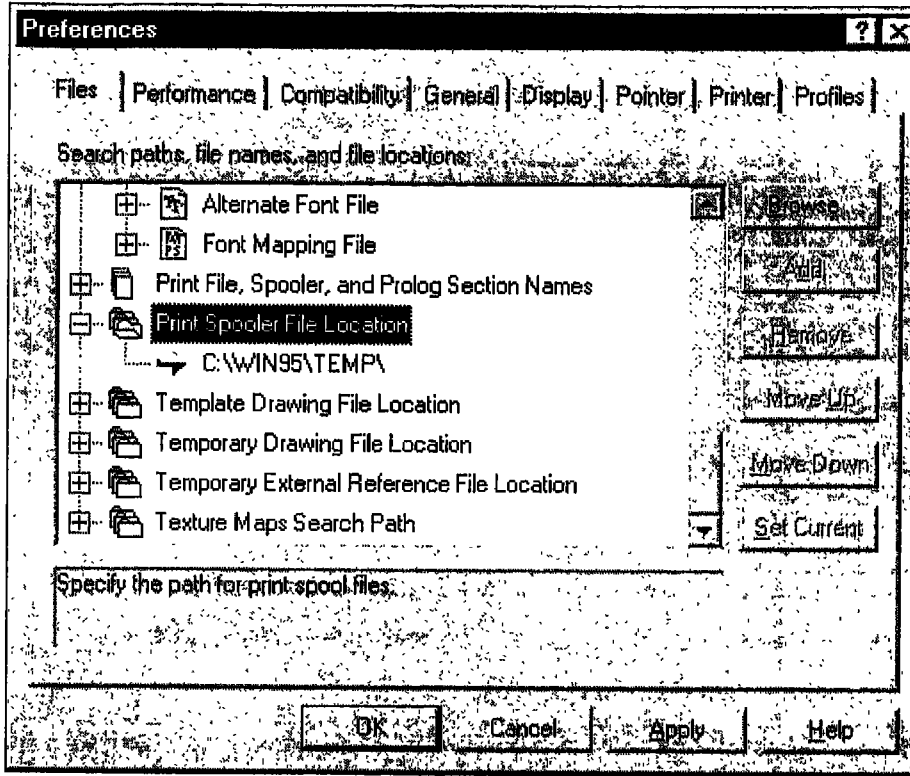 Preferences
Files Performance Compatibility General Display Pointer Printer Profiles
Search paths, file names, and file locations:
Alternate Font File
Font Mapping File
Print File, Spooler, and Prolog Section Names
Print Spooler File Location
C:\WIN95\TEMP\
Template Drawing File Location
Temporary Drawing File Location
Temporary External Reference File Location
Texture Maps Search Path
Browse...
Add...
Remove
Move Up
Move Down
Set Current
Specify the path for print spool files.
OK Cancel Apply Help